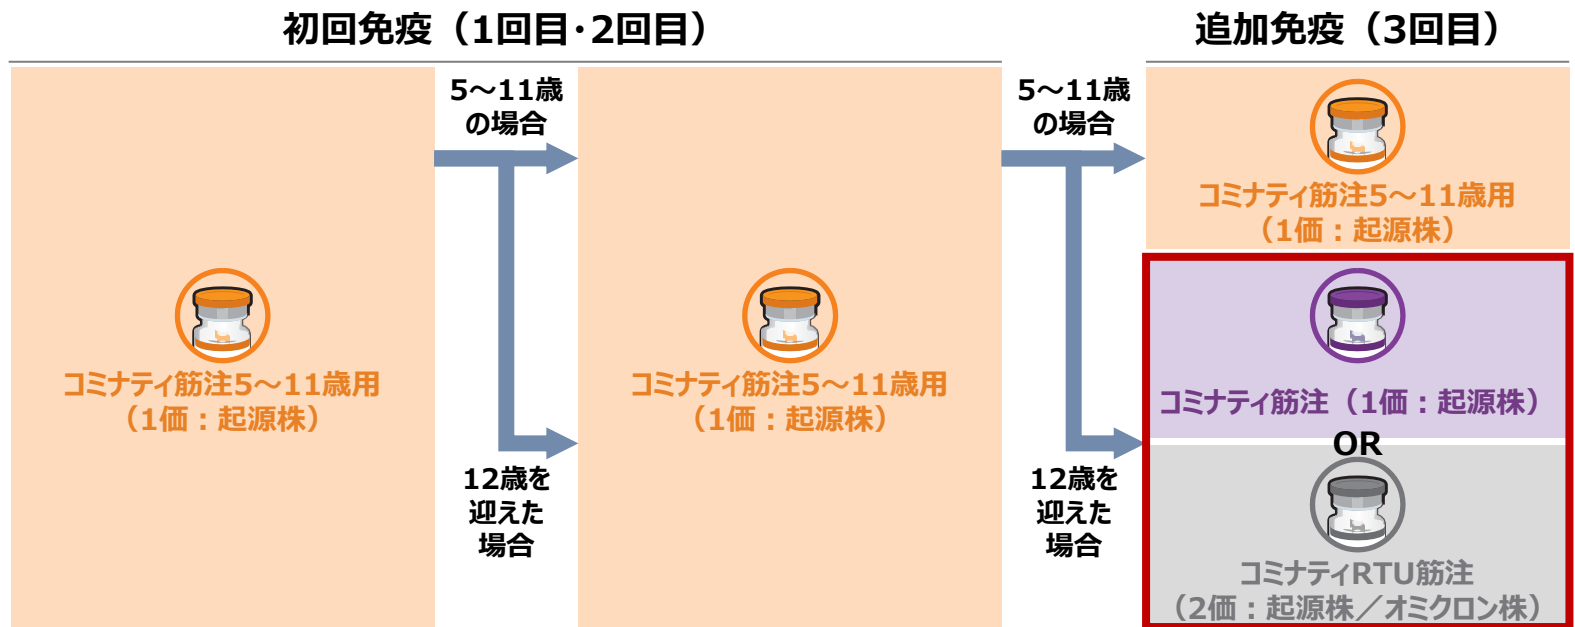 初回免疫（1回目･2回目）
追加免疫（3回目）
コミナティ筋注5～11歳用
（1価：起源株）
5～11歳
の場合
12歳を
迎えた
場合
コミナティ筋注5～11歳用
（1価：起源株）
5～11歳
の場合
12歳を
迎えた
場合
コミナティ筋注5～11歳用
（1価：起源株）
コミナティ筋注（1価：起源株）
OR
コミナティRTU筋注
（2価：起源株／オミクロン株）